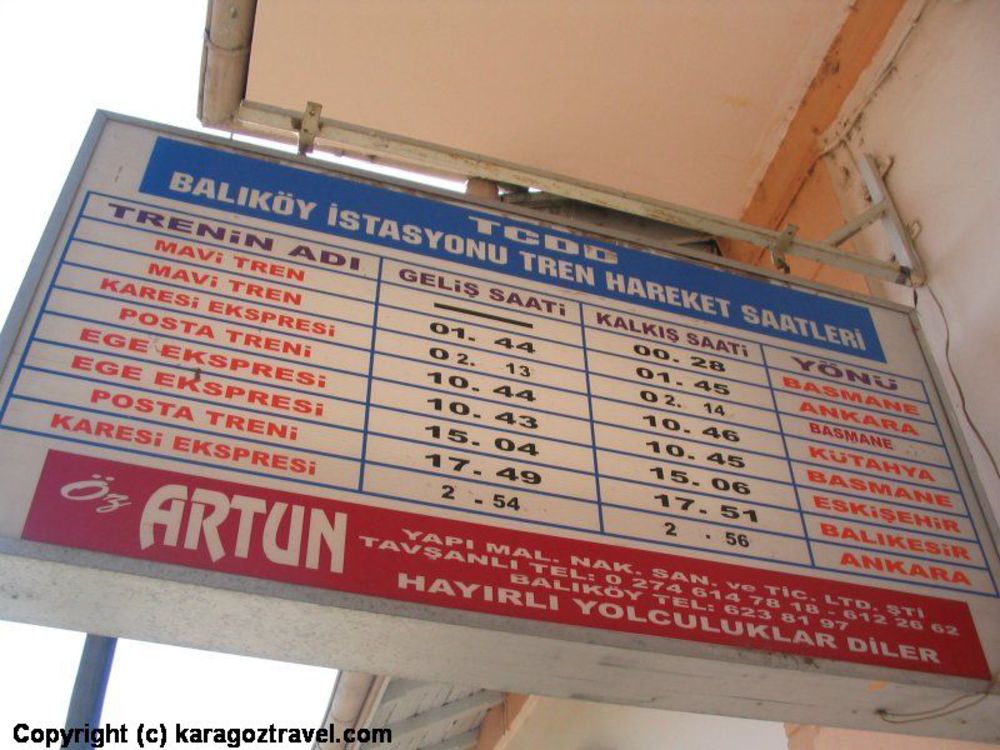 TCDD
BALIKÖY İSTASYONU TREN HAREKET SAATLERİ
TRENİN ADI GELİŞ SAATİ KALKIŞ SAATİ YÖNÜ
MAVİ TREN — 00. 28 BASMANE
MAVİ TREN 01. 44 01. 45 ANKARA
KARESİ EKSPRESİ 02. 13 02. 14 BASMANE
POSTA TRENİ 10. 44 10. 46 KÜTAHYA
EGE EKSPRESİ 10. 43 10. 45 BASMANE
EGE EKSPRESİ 15. 04 15. 06 ESKİŞEHİR
POSTA TRENİ 17. 49 17. 51 BALIKESİR
KARESİ EKSPRESİ 2 . 54 2 . 56 ANKARA
Öz ARTUN
YAPI MAL. NAK. SAN. ve TİC. LTD. ŞTİ
TAVŞANLI TEL: 0 274 614 78 18 - 612 26 62
BALIKÖY TEL: 623 81 97
HAYIRLI YOLCULUKLAR DİLER
Copyright (c) karagoztravel.com